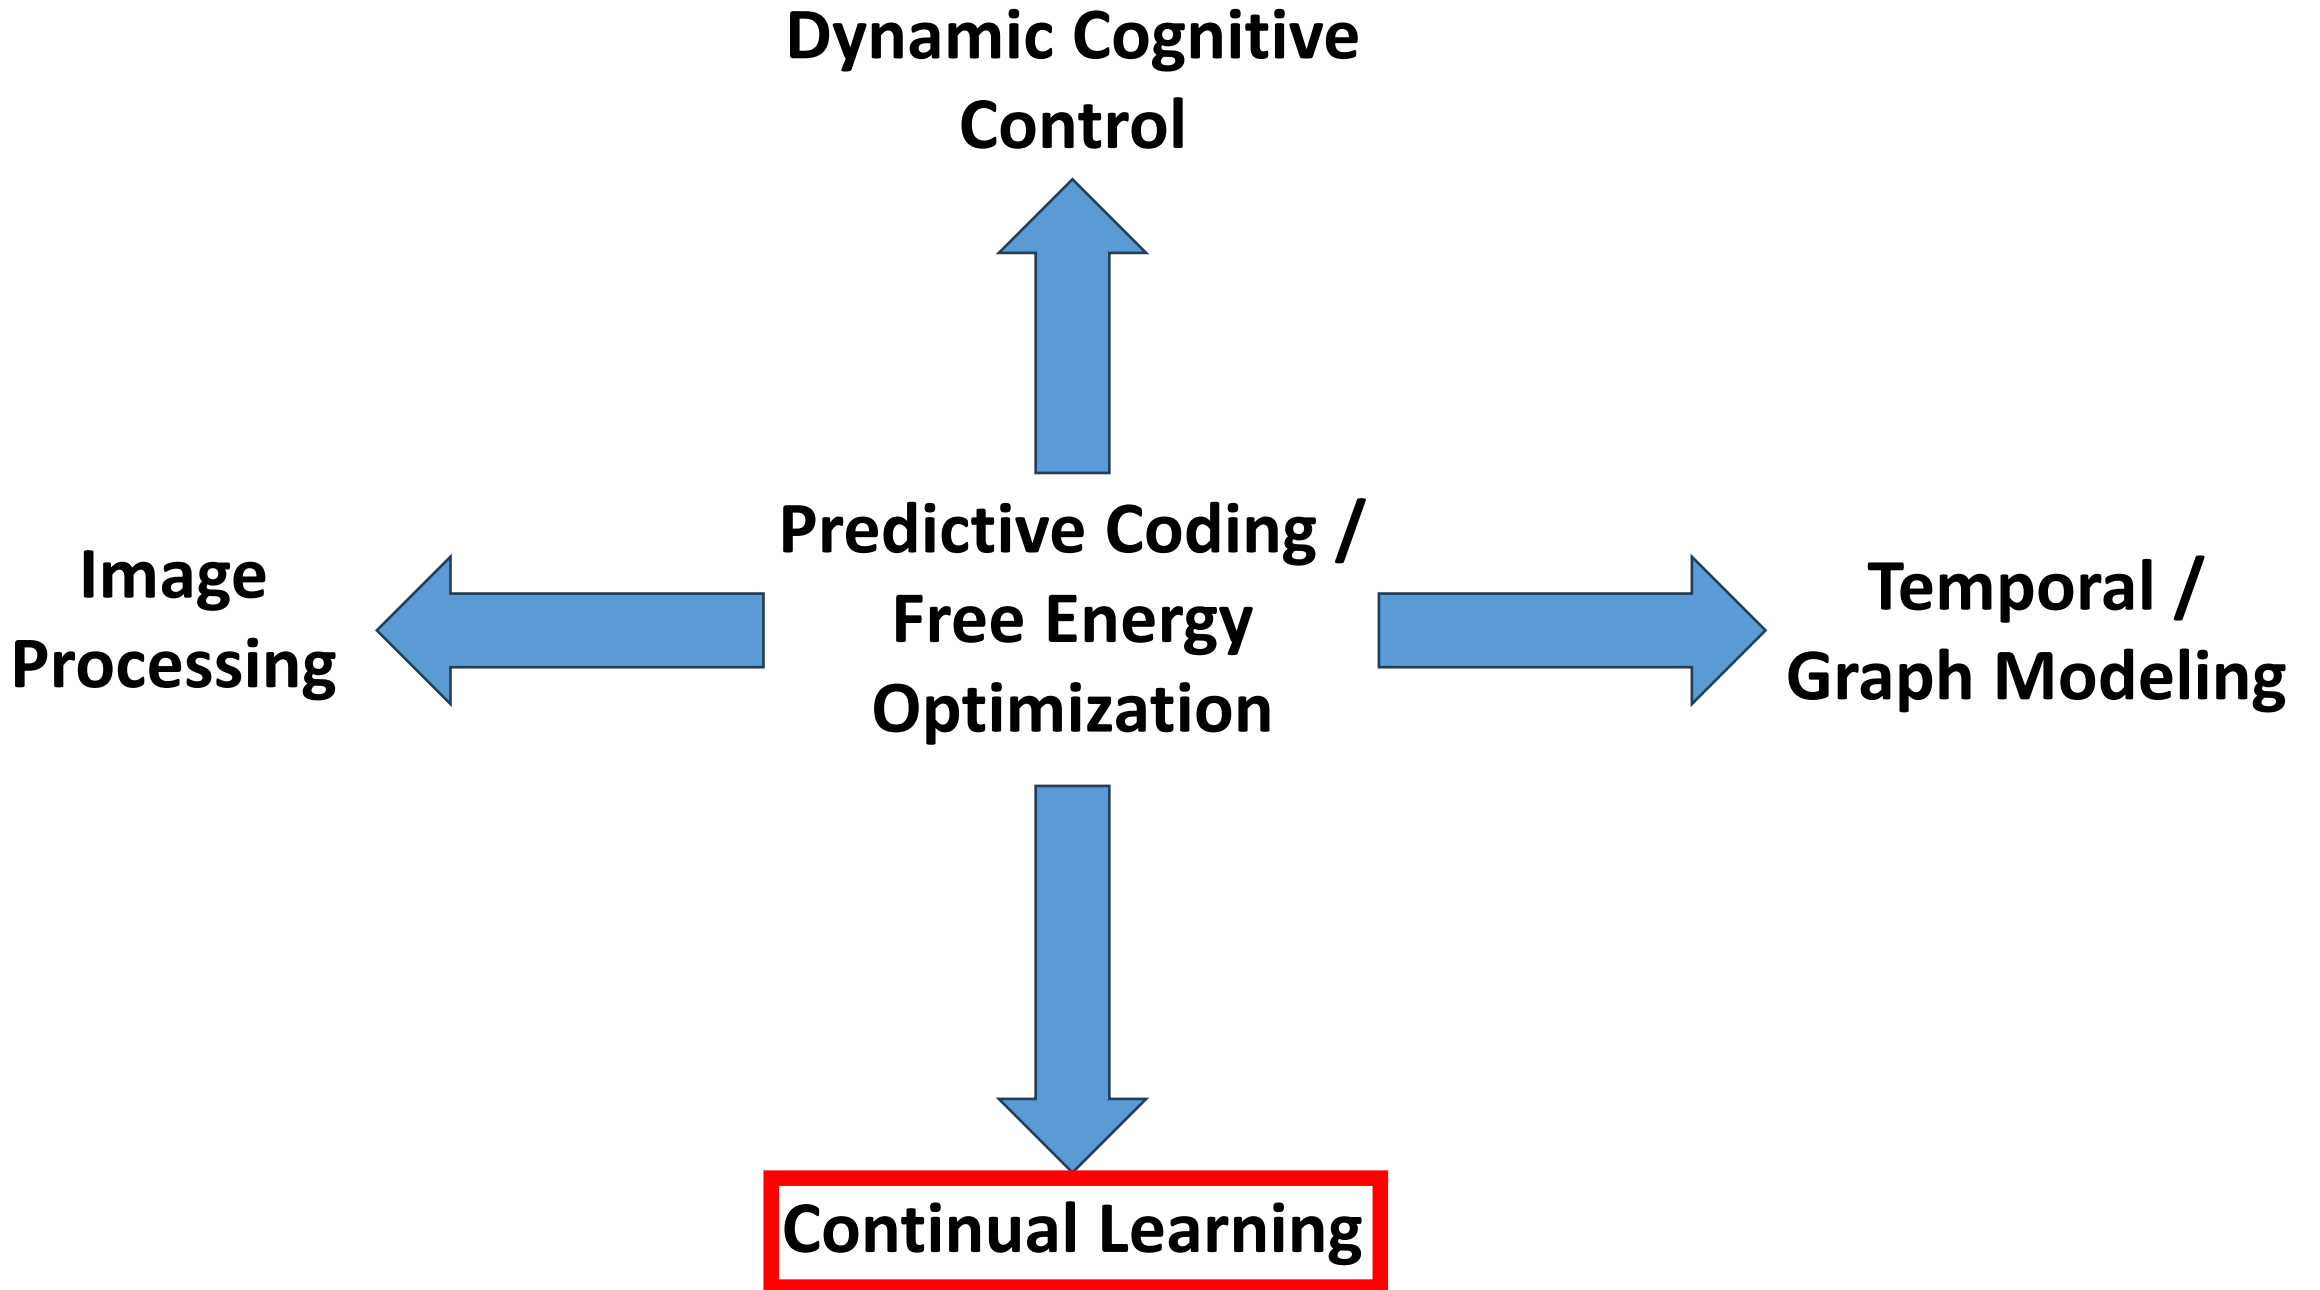 Dynamic Cognitive
Control
Predictive Coding /
Free Energy
Optimization
Image
Processing
Temporal /
Graph Modeling
Continual Learning